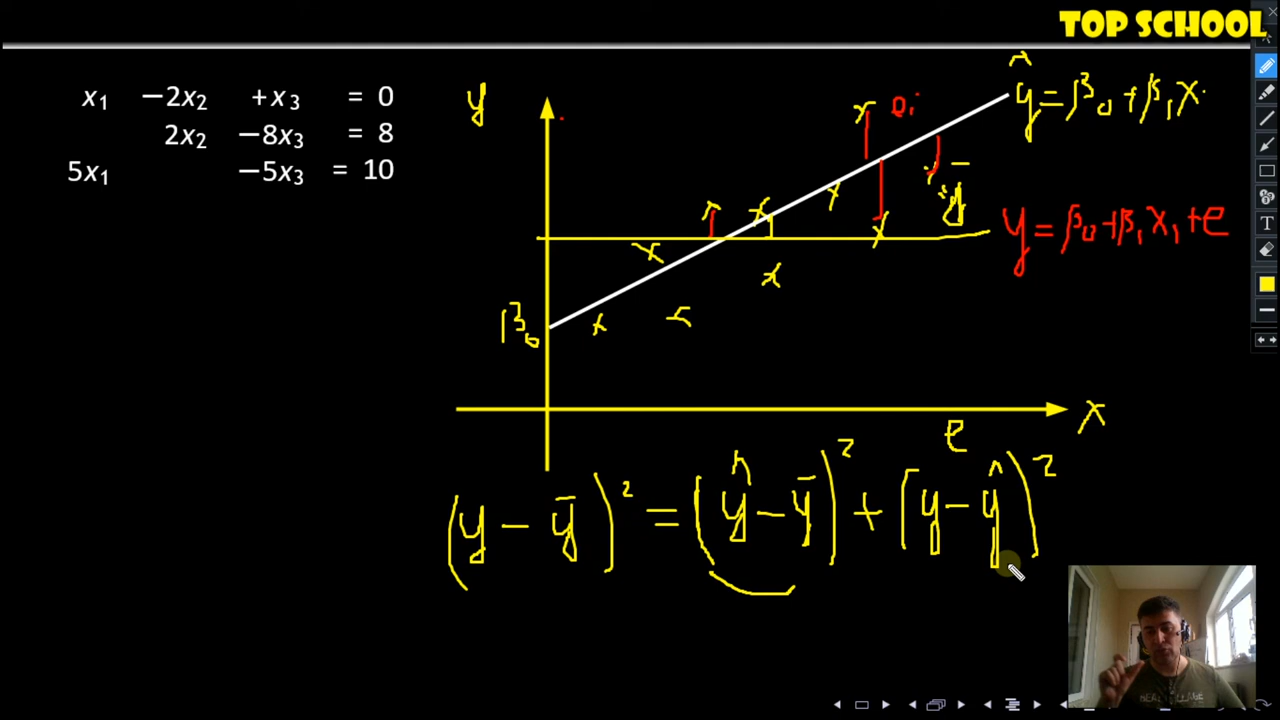 TOP SCHOOL
x₁ −2x₂ +x₃ = 0
2x₂ −8x₃ = 8
5x₁ −5x₃ = 10
y
ŷ = β₀ + β₁x
eᵢ
ȳ
y = β₀ + β₁x₁ + e
β₀
x
e
(y − ȳ)² = (ŷ − ȳ)² + (y − ŷ)²